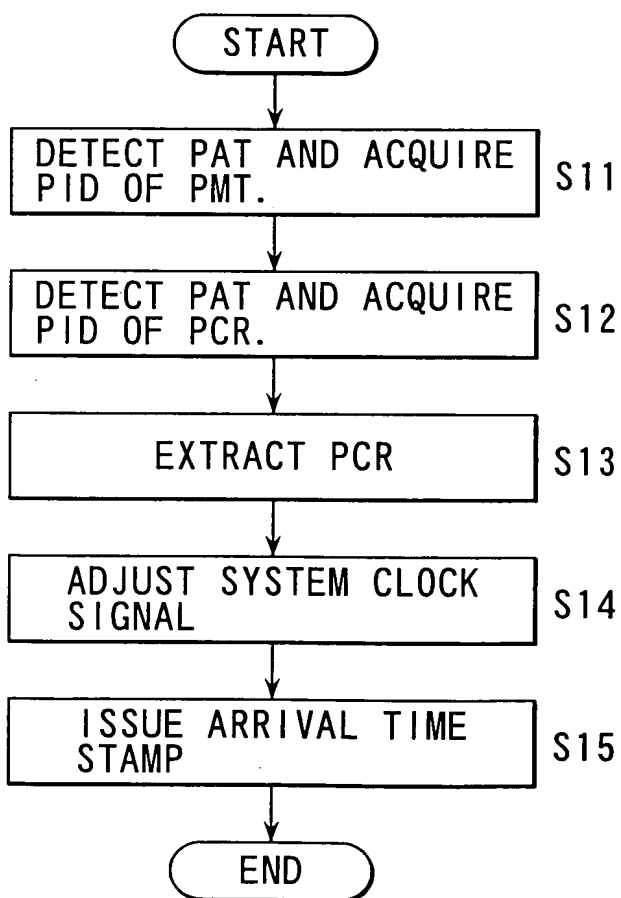 START
DETECT PAT AND ACQUIRE
PID OF PMT.
S11
DETECT PAT AND ACQUIRE
PID OF PCR.
S12
EXTRACT PCR
S13
ADJUST SYSTEM CLOCK
SIGNAL
S14
ISSUE ARRIVAL TIME
STAMP
S15
END